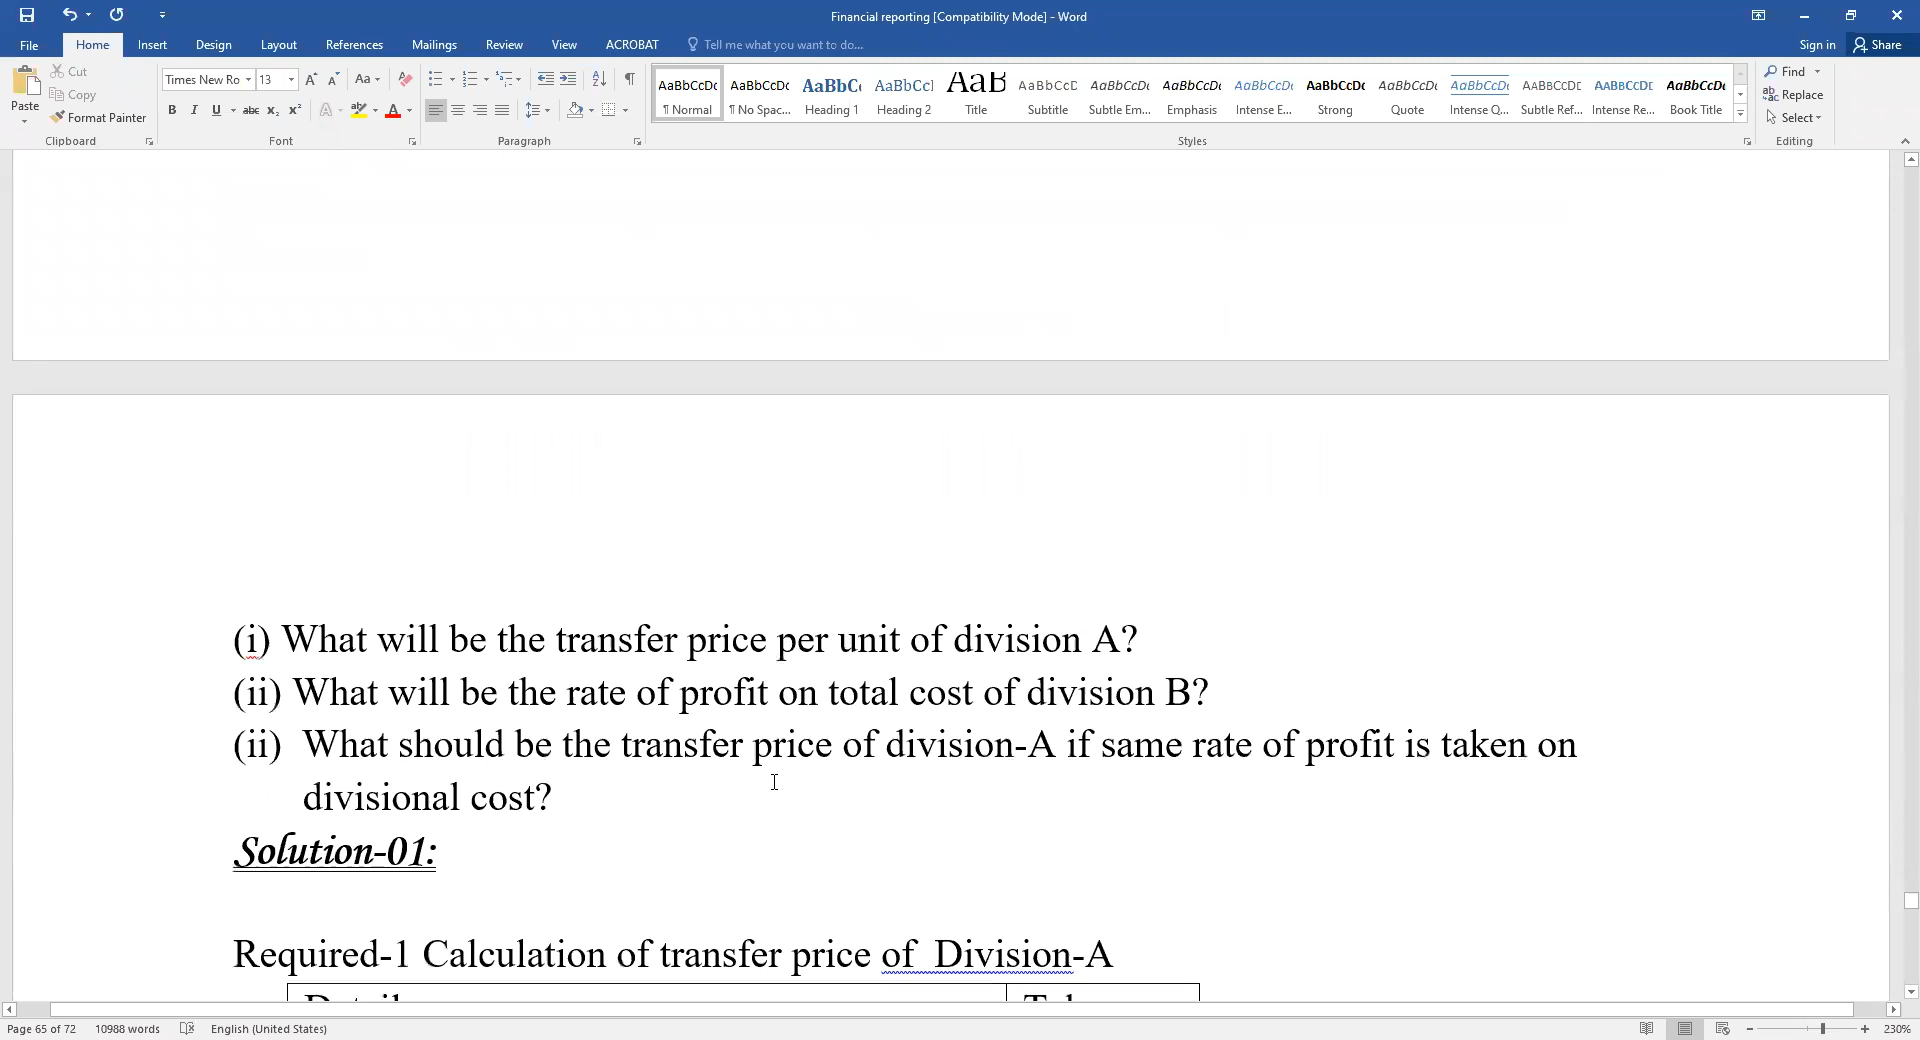 Financial reporting [Compatibility Mode] - Word
File Home Insert Design Layout References Mailings Review View ACROBAT Tell me what you want to do... Sign in Share
Cut
Copy
Paste
Format Painter
Clipboard
Times New Ro 13
Font
Paragraph
AaBbCcDc AaBbCcDc AaBbC AaBbCc AaB AaBbCcD AaBbCcDc AaBbCcDc AaBbCcDc AaBbCcDc AaBbCcDc AaBbCcDc AABBCCDE AABBCCDE AaBbCcDc
¶ Normal ¶ No Spac... Heading 1 Heading 2 Title Subtitle Subtle Em... Emphasis Intense E... Strong Quote Intense Q... Subtle Ref... Intense Re... Book Title
Styles
Find
Replace
Select
Editing
(i) What will be the transfer price per unit of division A?
(ii) What will be the rate of profit on total cost of division B?
(ii) What should be the transfer price of division-A if same rate of profit is taken on
divisional cost?
Solution-01:
Required-1 Calculation of transfer price of Division-A
Page 65 of 72 10988 words English (United States) 230%